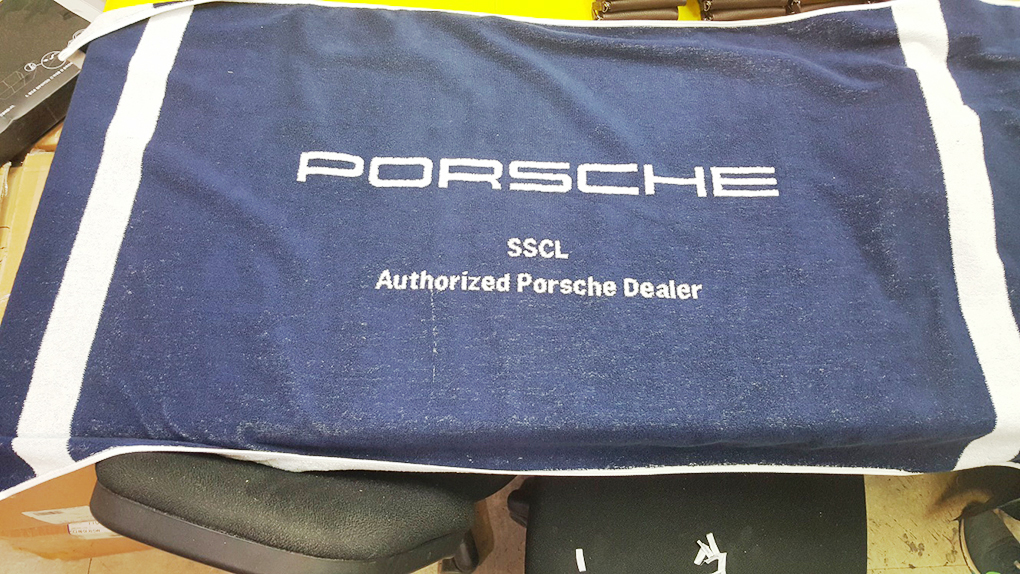 PORSCHE
SSCL
Authorized Porsche Dealer